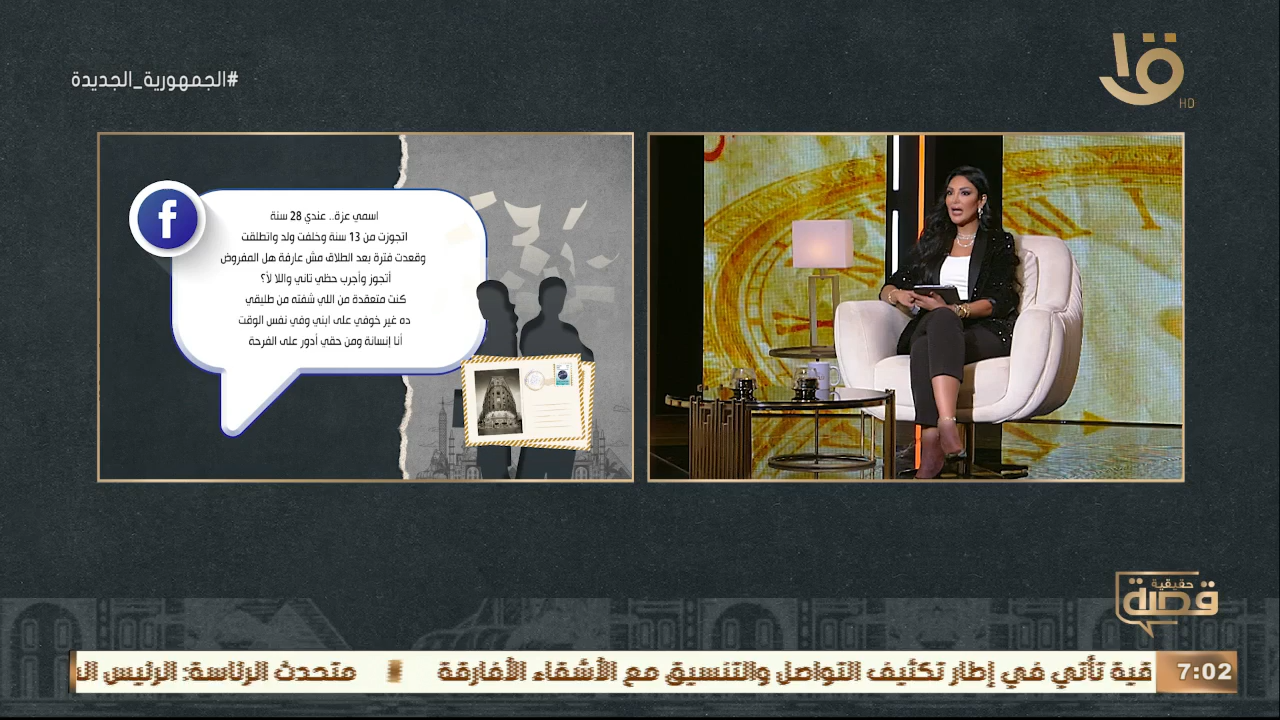 #الجمهورية_الجديدة
HD
اسمي عزة.. عندي 28 سنة
اتجوزت من 13 سنة وخلفت ولد واتطلقت
وقعدت فترة بعد الطلاق مش عارفة هل المفروض
أتجوز وأجرب حظي تاني واللا لأ؟
كنت متعقدة من اللي شفته من طليقي
ده غير خوفي على ابني وفي نفس الوقت
أنا إنسانة ومن حقي أدور على الفرحة
قصة حقيقية
7:02
قية تأتي في إطار تكثيف التواصل والتنسيق مع الأشقاء الأفارقة
متحدث الرئاسة: الرئيس ال